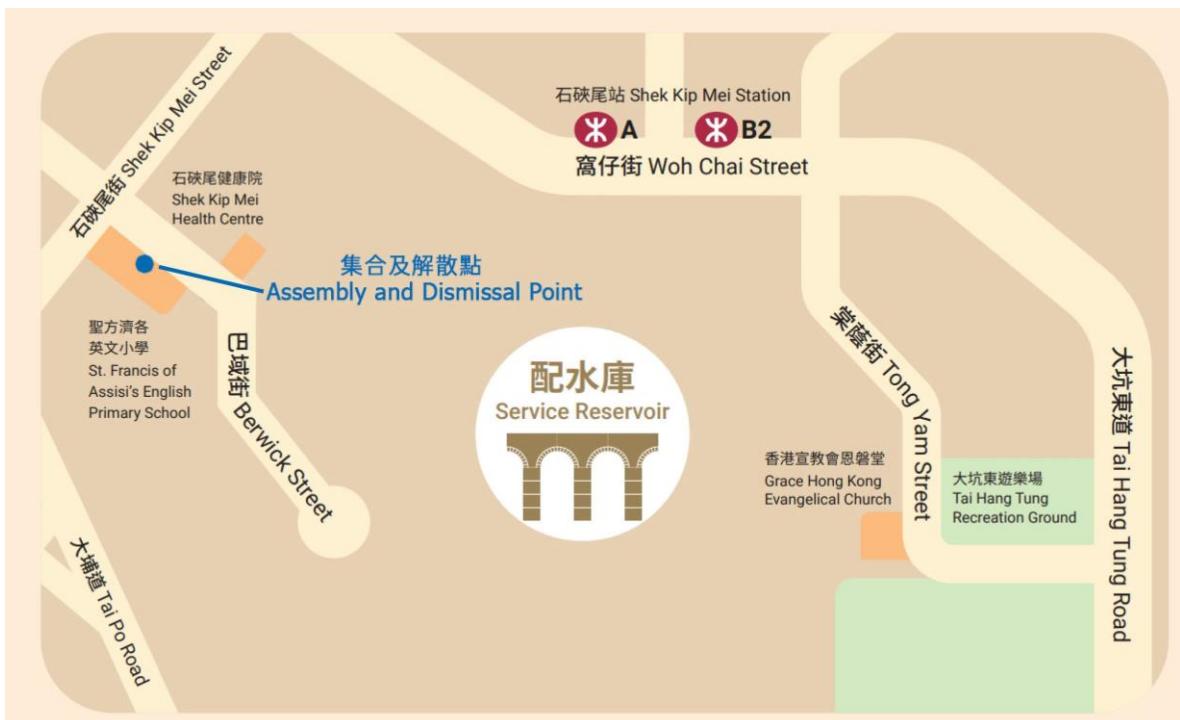 石硤尾街 Shek Kip Mei Street
石硤尾站 Shek Kip Mei Station
A
B2
窩仔街 Woh Chai Street
石硤尾健康院
Shek Kip Mei
Health Centre
集合及解散點
Assembly and Dismissal Point
聖方濟各
英文小學
St. Francis of
Assisi's English
Primary School
巴域街 Berwick Street
配水庫
Service Reservoir
棠蔭街 Tong Yam Street
大坑東道 Tai Hang Tung Road
香港宣教會恩磐堂
Grace Hong Kong
Evangelical Church
大坑東遊樂場
Tai Hang Tung
Recreation Ground
大埔道 Tai Po Road